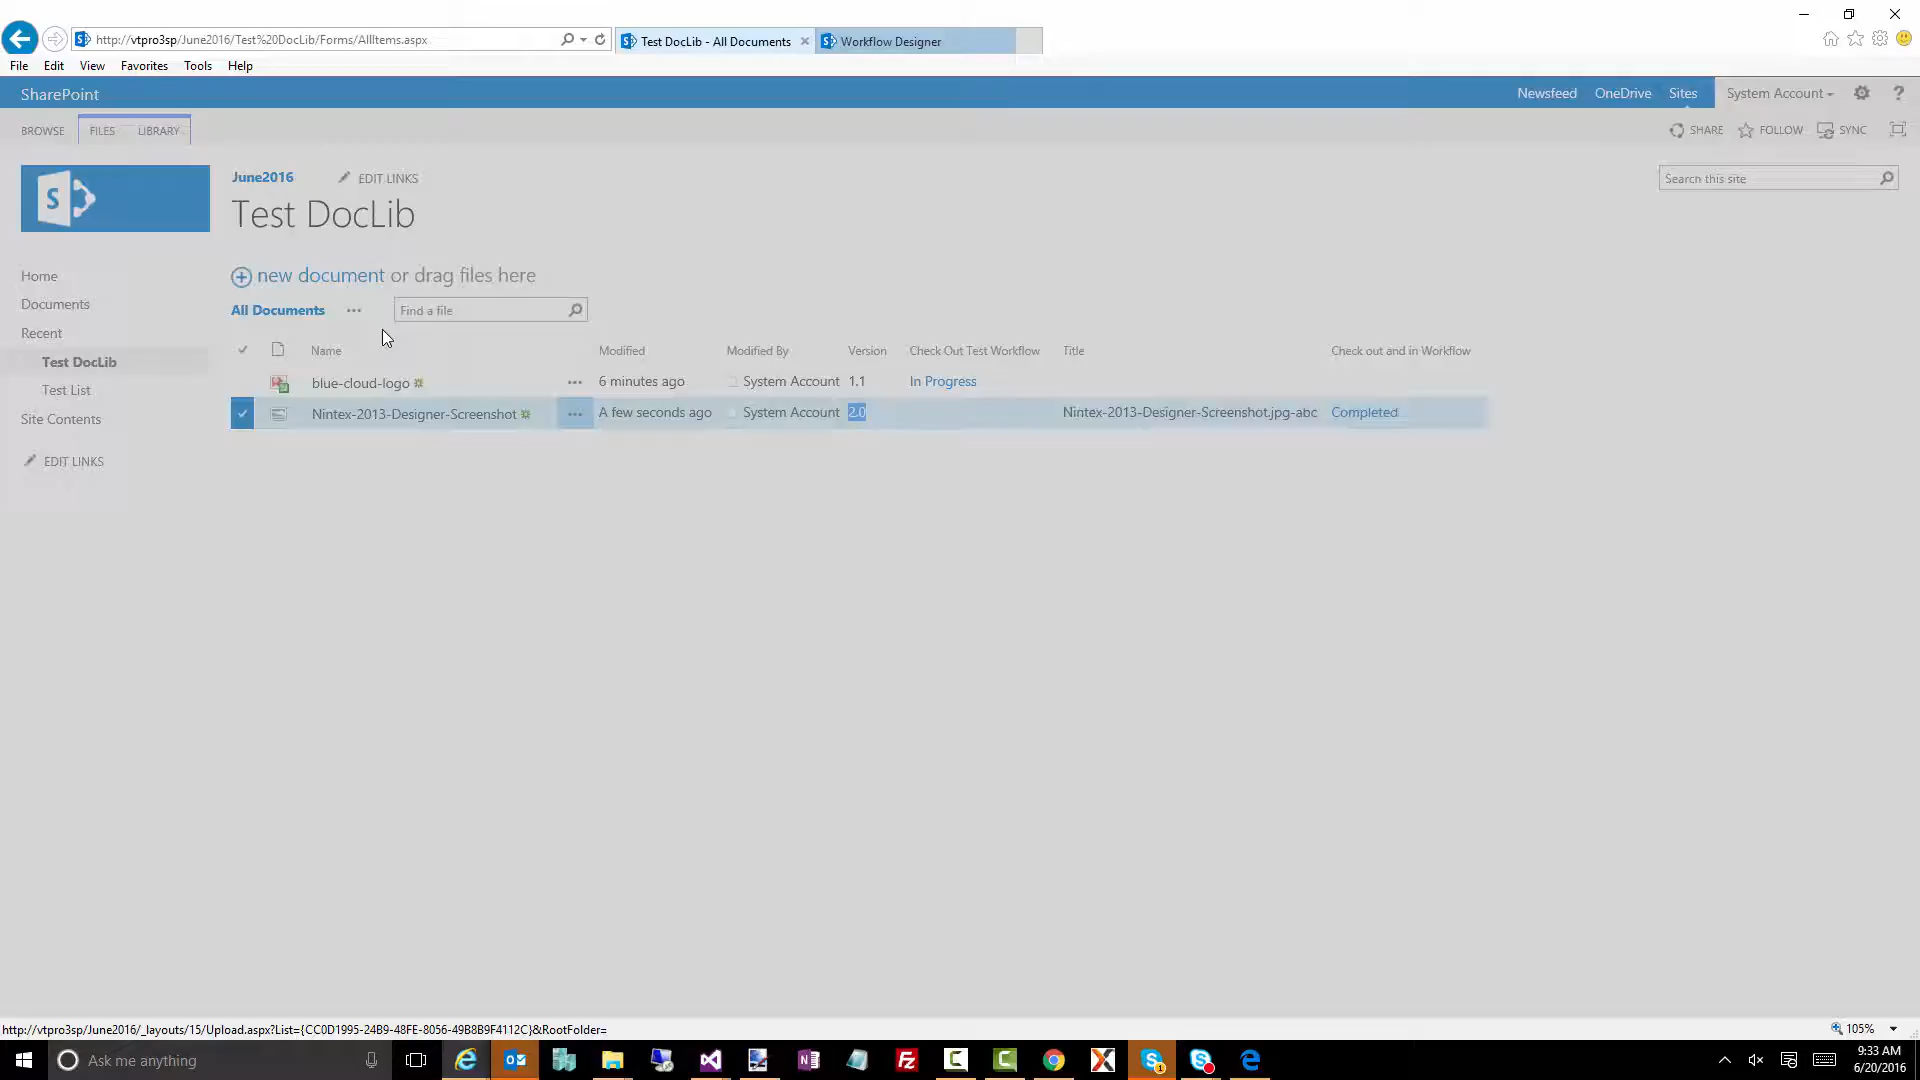 http://vtpro3sp/June2016/Test%20DocLib/Forms/AllItems.aspx
Test DocLib - All Documents
Workflow Designer
File Edit View Favorites Tools Help
SharePoint
Newsfeed OneDrive Sites System Account ?
BROWSE FILES LIBRARY
SHARE FOLLOW SYNC
S
June2016 EDIT LINKS
Search this site
Test DocLib
new document or drag files here
All Documents ... Find a file
Name Modified Modified By Version Check Out Test Workflow Title Check out and in Workflow
blue-cloud-logo ... 6 minutes ago System Account 1.1 In Progress
Nintex-2013-Designer-Screenshot ... A few seconds ago System Account 2.0 Nintex-2013-Designer-Screenshot.jpg-abc Completed
Home
Documents
Recent
Test DocLib
Test List
Site Contents
EDIT LINKS
http://vtpro3sp/June2016/_layouts/15/Upload.aspx?List={CC0D1995-24B9-48FE-8056-49B8B9F4112C}&RootFolder=
105%
Ask me anything
9:33 AM
6/20/2016